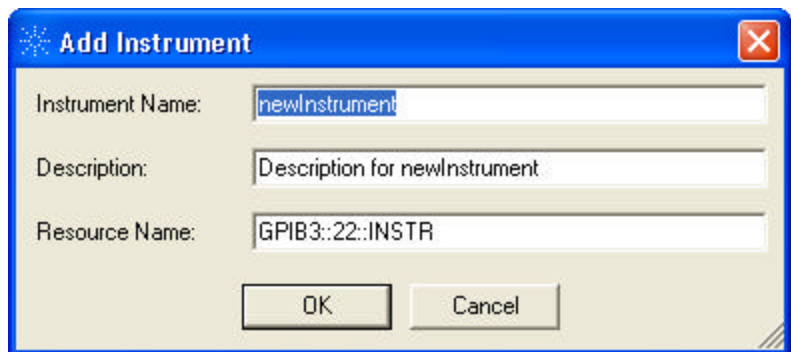 Add Instrument
Instrument Name: newInstrument
Description: Description for newInstrument
Resource Name: GPIB3::22::INSTR
OK Cancel